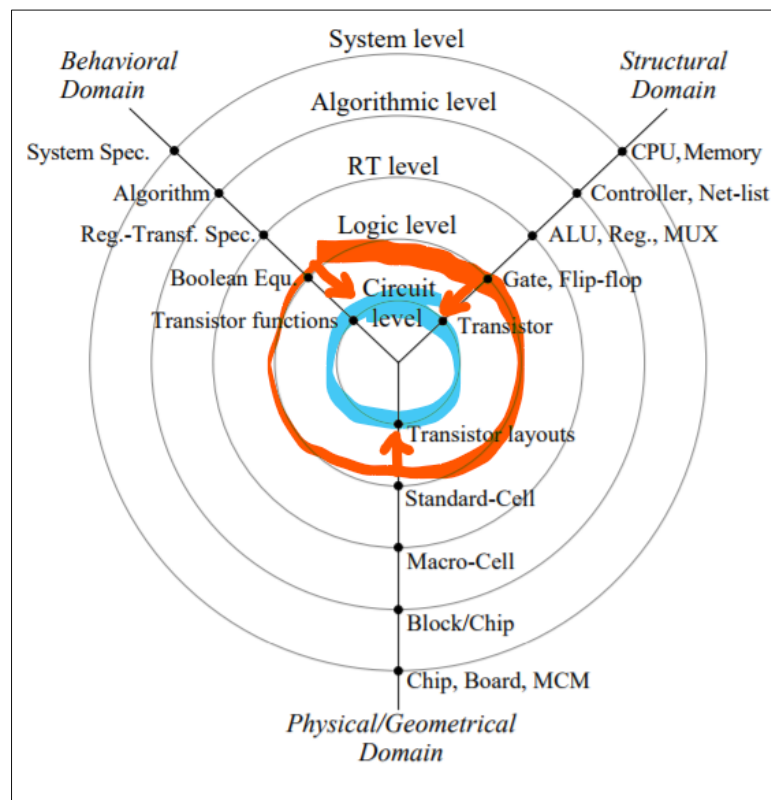 System level
Behavioral
Domain
Structural
Domain
Algorithmic level
System Spec.
CPU, Memory
RT level
Algorithm
Controller, Net-list
Logic level
Reg.-Transf. Spec.
ALU, Reg., MUX
Boolean Equ.
Circuit
level
Gate, Flip-flop
Transistor functions
Transistor
Transistor layouts
Standard-Cell
Macro-Cell
Block/Chip
Chip, Board, MCM
Physical/Geometrical
Domain